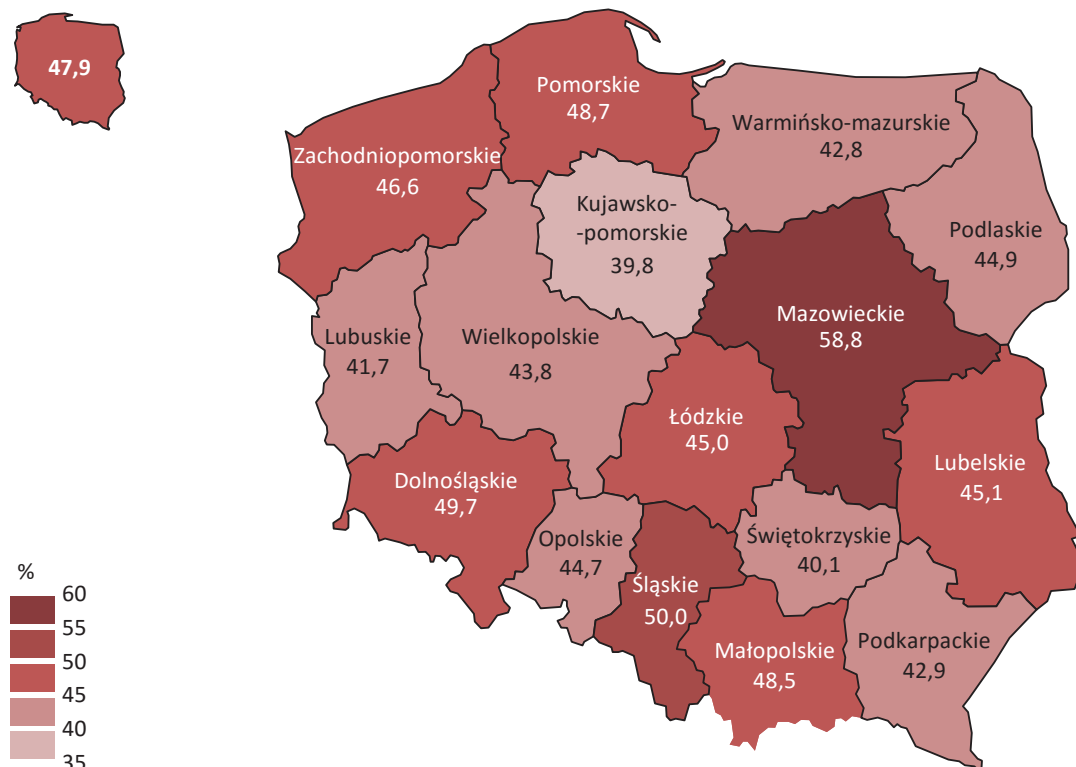 47,9
Pomorskie
48,7
Warmińsko-mazurskie
42,8
Zachodniopomorskie
46,6
Kujawsko-
-pomorskie
39,8
Podlaskie
44,9
Mazowieckie
58,8
Lubuskie
41,7
Wielkopolskie
43,8
Łódzkie
45,0
Lubelskie
45,1
Dolnośląskie
49,7
Opolskie
44,7
Świętokrzyskie
40,1
Śląskie
50,0
Małopolskie
48,5
Podkarpackie
42,9
%
60
55
50
45
40
35